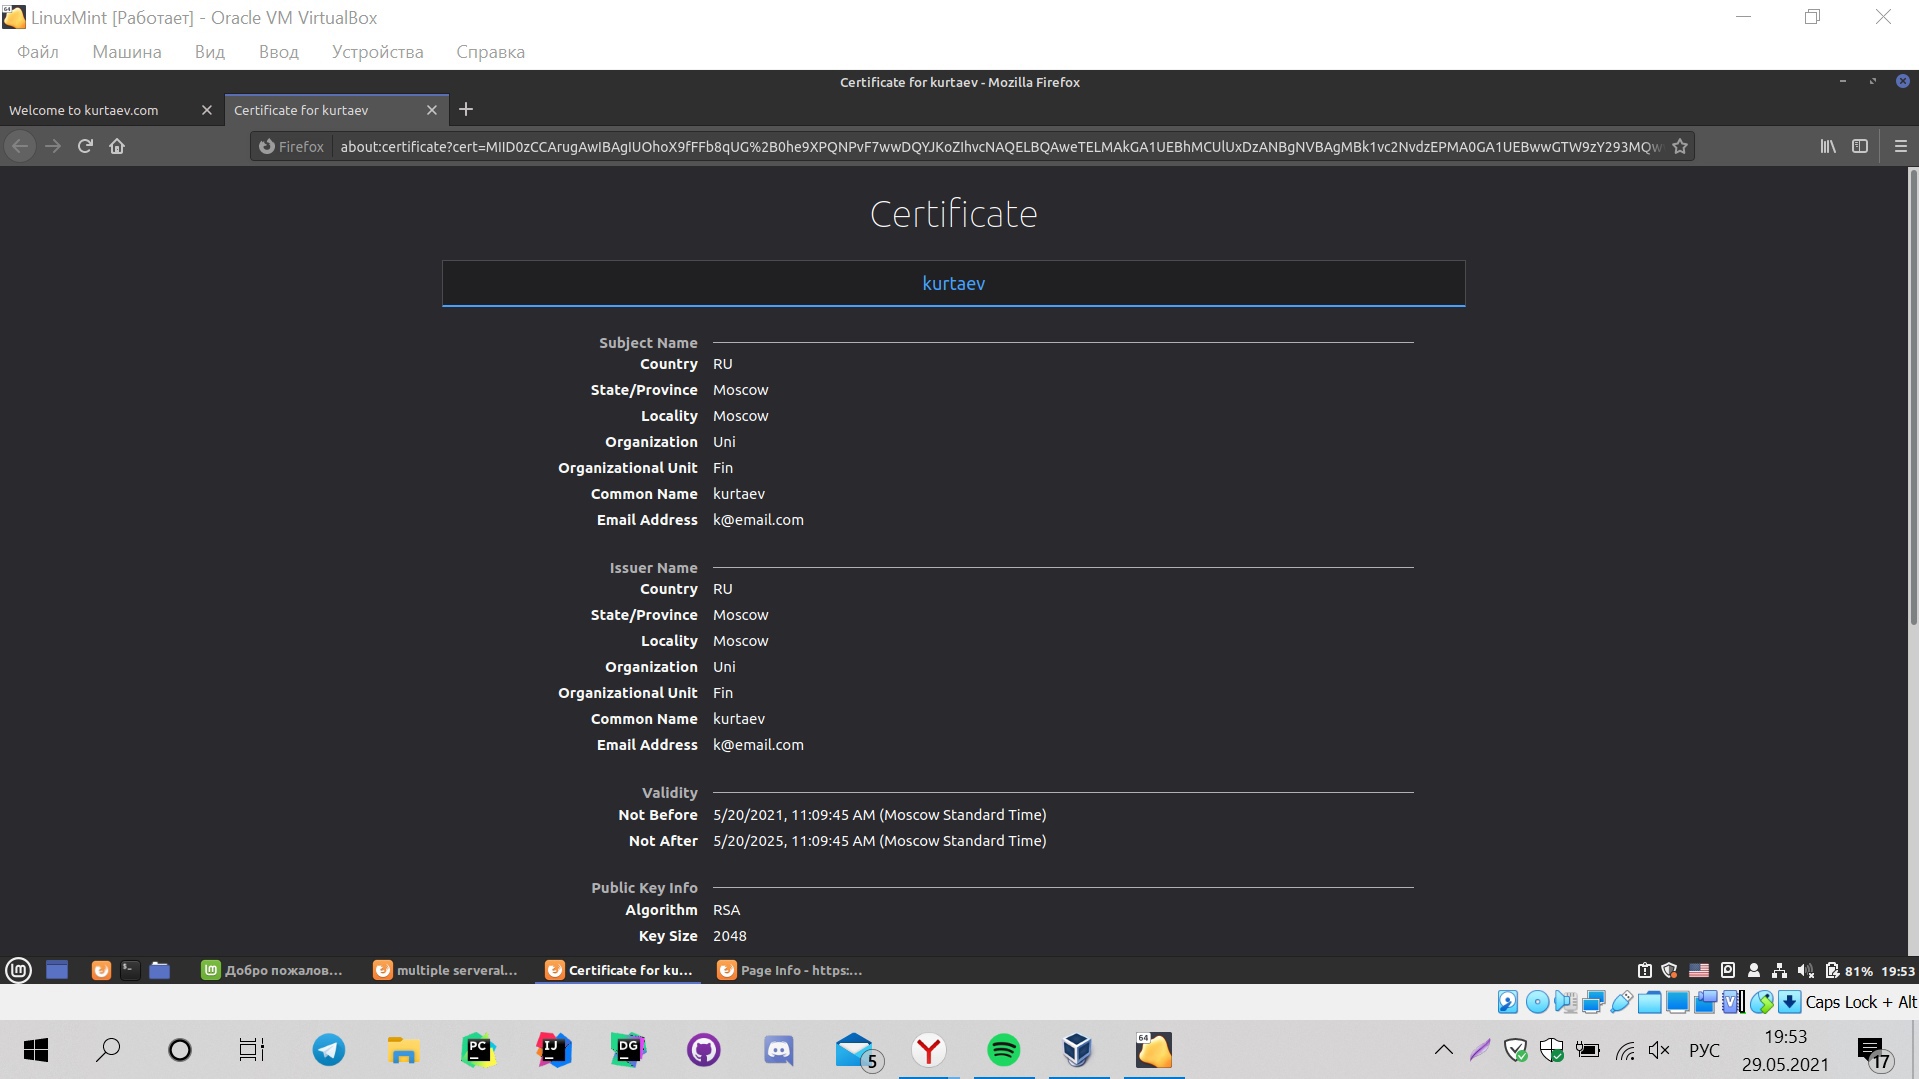 LinuxMint [Работает] - Oracle VM VirtualBox
Файл Машина Вид Ввод Устройства Справка
Certificate for kurtaev - Mozilla Firefox
Welcome to kurtaev.com
Certificate for kurtaev
Firefox
about:certificate?cert=MIID0zCCArugAwIBAgIUOhoX9fFFfb8qUG%2B0he9XPQNPvF7wwDQYJKoZIhvcNAQELBQAweTELMAkGA1UEBhMCUlUxDzANBgNVBAgMBk1vc2NvdzEPMA0GA1UEBwwGTW9zY293MQw
Certificate
kurtaev
Subject Name
Country RU
State/Province Moscow
Locality Moscow
Organization Uni
Organizational Unit Fin
Common Name kurtaev
Email Address k@email.com
Issuer Name
Country RU
State/Province Moscow
Locality Moscow
Organization Uni
Organizational Unit Fin
Common Name kurtaev
Email Address k@email.com
Validity
Not Before 5/20/2021, 11:09:45 AM (Moscow Standard Time)
Not After 5/20/2025, 11:09:45 AM (Moscow Standard Time)
Public Key Info
Algorithm RSA
Key Size 2048
Добро пожалов... multiple serveral... Certificate for ku... Page Info - https:... 81% 19:53
Caps Lock + Alt
PC IJ DG 5 64 РУС 19:53
29.05.2021
17